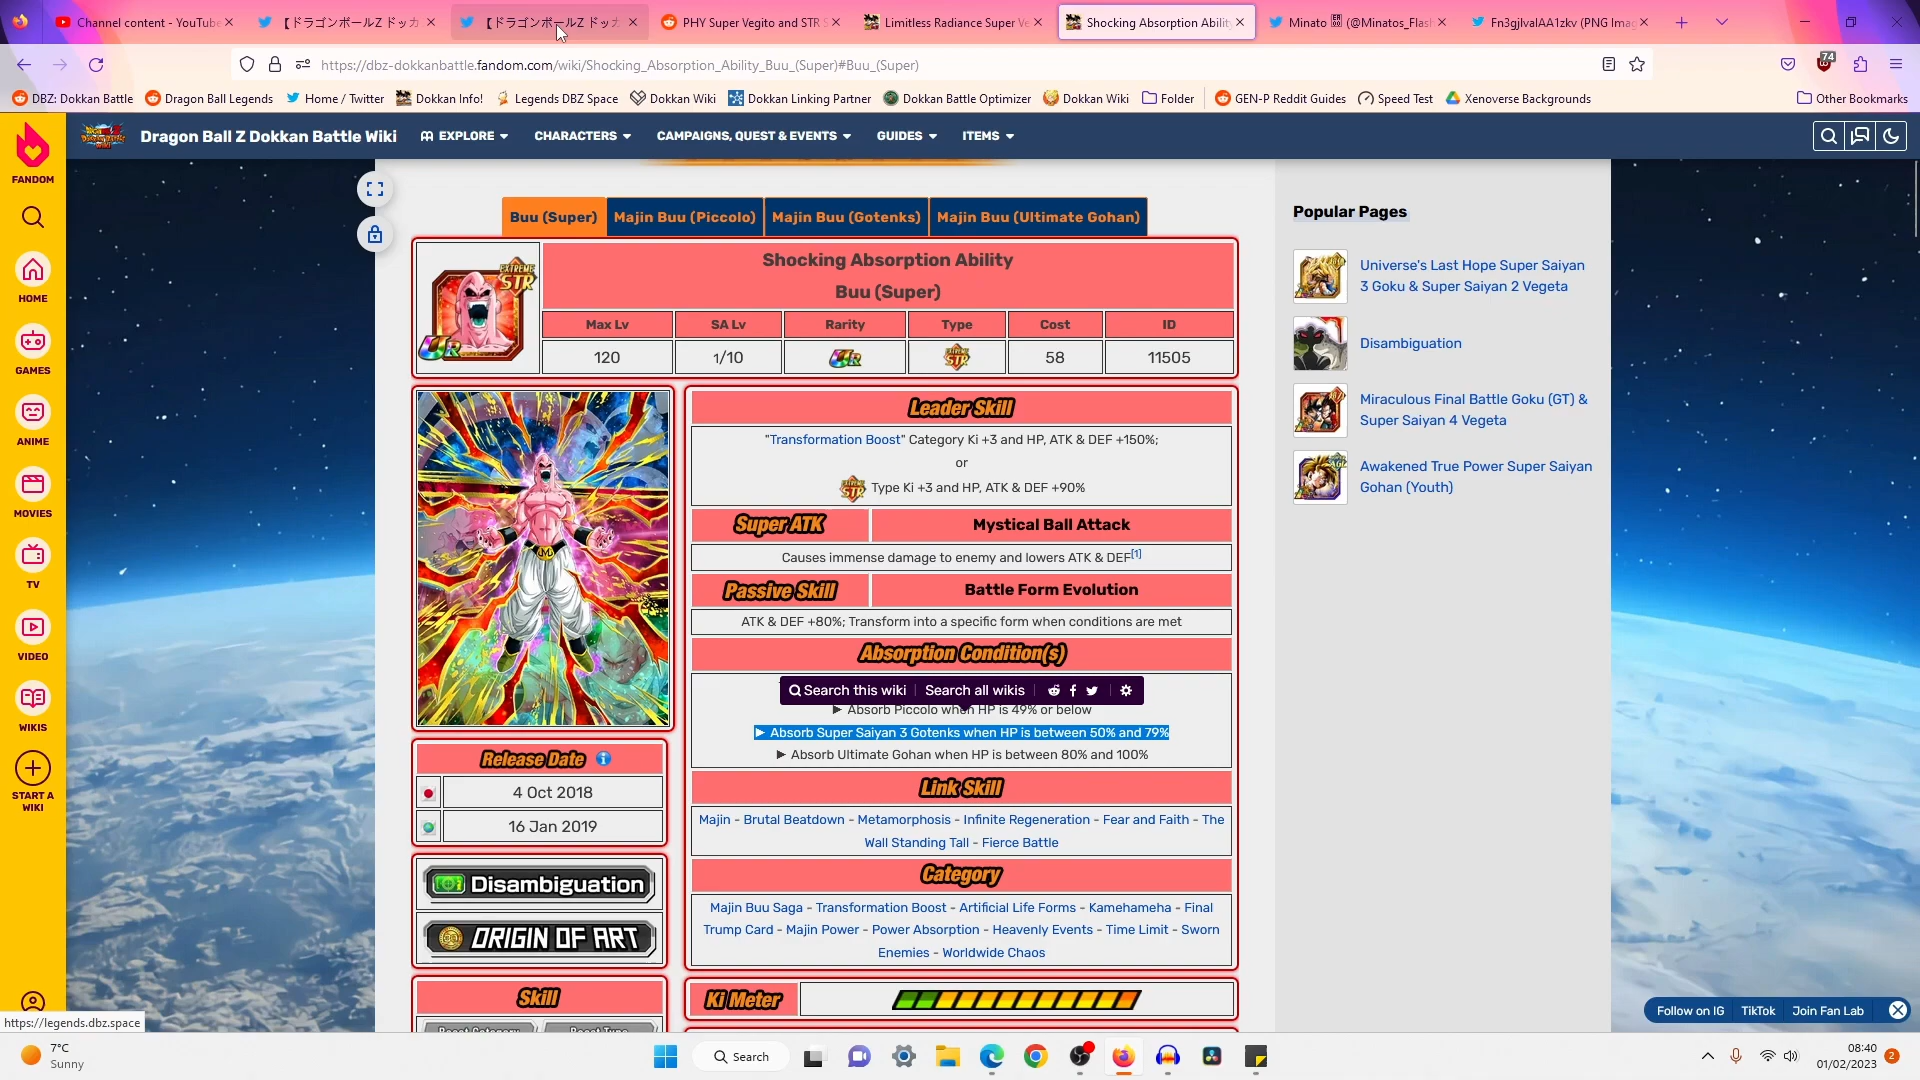 Channel content - YouTube
【ドラゴンボールZ ドッカ
【ドラゴンボールZ ドッカ
PHY Super Vegito and STR S
Limitless Radiance Super Ve
Shocking Absorption Ability
Minato
(@Minatos_Flash
Fn3gjIvaIAA1zkv (PNG Imag
https://dbz-dokkanbattle.fandom.com/wiki/Shocking_Absorption_Ability_Buu_(Super)#Buu_(Super)
74
DBZ: Dokkan Battle
Dragon Ball Legends
Home / Twitter
Dokkan Info!
Legends DBZ Space
Dokkan Wiki
Dokkan Linking Partner
Dokkan Battle Optimizer
Dokkan Wiki
Folder
GEN-P Reddit Guides
Speed Test
Xenoverse Backgrounds
Other Bookmarks
Dragon Ball Z Dokkan Battle Wiki
EXPLORE
CHARACTERS
CAMPAIGNS, QUEST & EVENTS
GUIDES
ITEMS
FANDOM
HOME
GAMES
ANIME
MOVIES
TV
VIDEO
WIKIS
START A
WIKI
Buu (Super)
Majin Buu (Piccolo)
Majin Buu (Gotenks)
Majin Buu (Ultimate Gohan)
EXTREME
STR
UR
Shocking Absorption Ability
Buu (Super)
Max Lv
SA Lv
Rarity
Type
Cost
ID
120
1/10
UR
EXTREME
STR
58
11505
Leader Skill
"Transformation Boost" Category Ki +3 and HP, ATK & DEF +150%;
or
EXTREME
STR
Type Ki +3 and HP, ATK & DEF +90%
Super ATK
Mystical Ball Attack
Causes immense damage to enemy and lowers ATK & DEF[1]
Passive Skill
Battle Form Evolution
ATK & DEF +80%; Transform into a specific form when conditions are met
Absorption Condition(s)
Search this wiki
Search all wikis
► Absorb Piccolo when HP is 49% or below
► Absorb Super Saiyan 3 Gotenks when HP is between 50% and 79%
► Absorb Ultimate Gohan when HP is between 80% and 100%
Link Skill
Majin - Brutal Beatdown - Metamorphosis - Infinite Regeneration - Fear and Faith - The
Wall Standing Tall - Fierce Battle
Category
Majin Buu Saga - Transformation Boost - Artificial Life Forms - Kamehameha - Final
Trump Card - Majin Power - Power Absorption - Heavenly Events - Time Limit - Sworn
Enemies - Worldwide Chaos
Ki Meter
Release Date
4 Oct 2018
16 Jan 2019
Disambiguation
ORIGIN OF ART
Skill
Popular Pages
Universe's Last Hope Super Saiyan
3 Goku & Super Saiyan 2 Vegeta
Disambiguation
Miraculous Final Battle Goku (GT) &
Super Saiyan 4 Vegeta
Awakened True Power Super Saiyan
Gohan (Youth)
Follow on IG
TikTok
Join Fan Lab
https://legends.dbz.space
7°C
Sunny
Search
08:40
01/02/2023
2